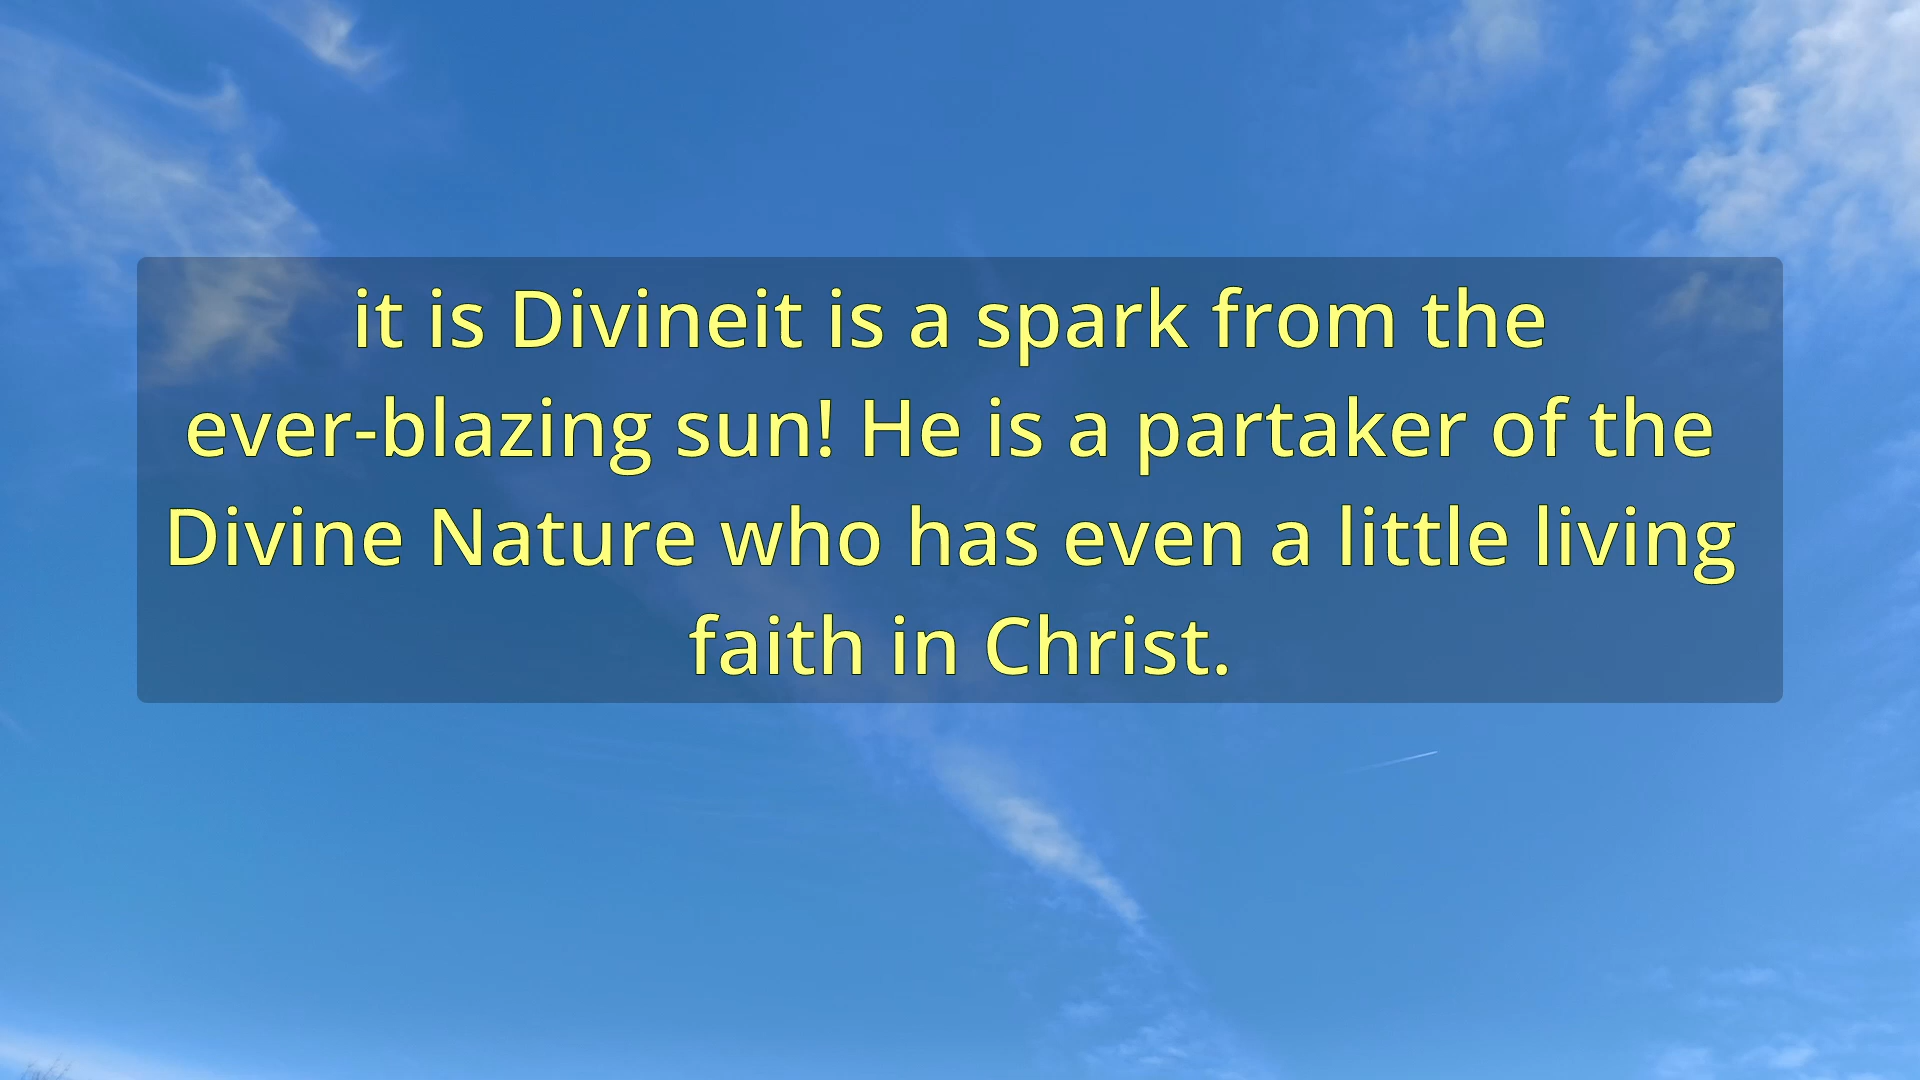 it is Divineit is a spark from the
ever-blazing sun! He is a partaker of the
Divine Nature who has even a little living
faith in Christ.